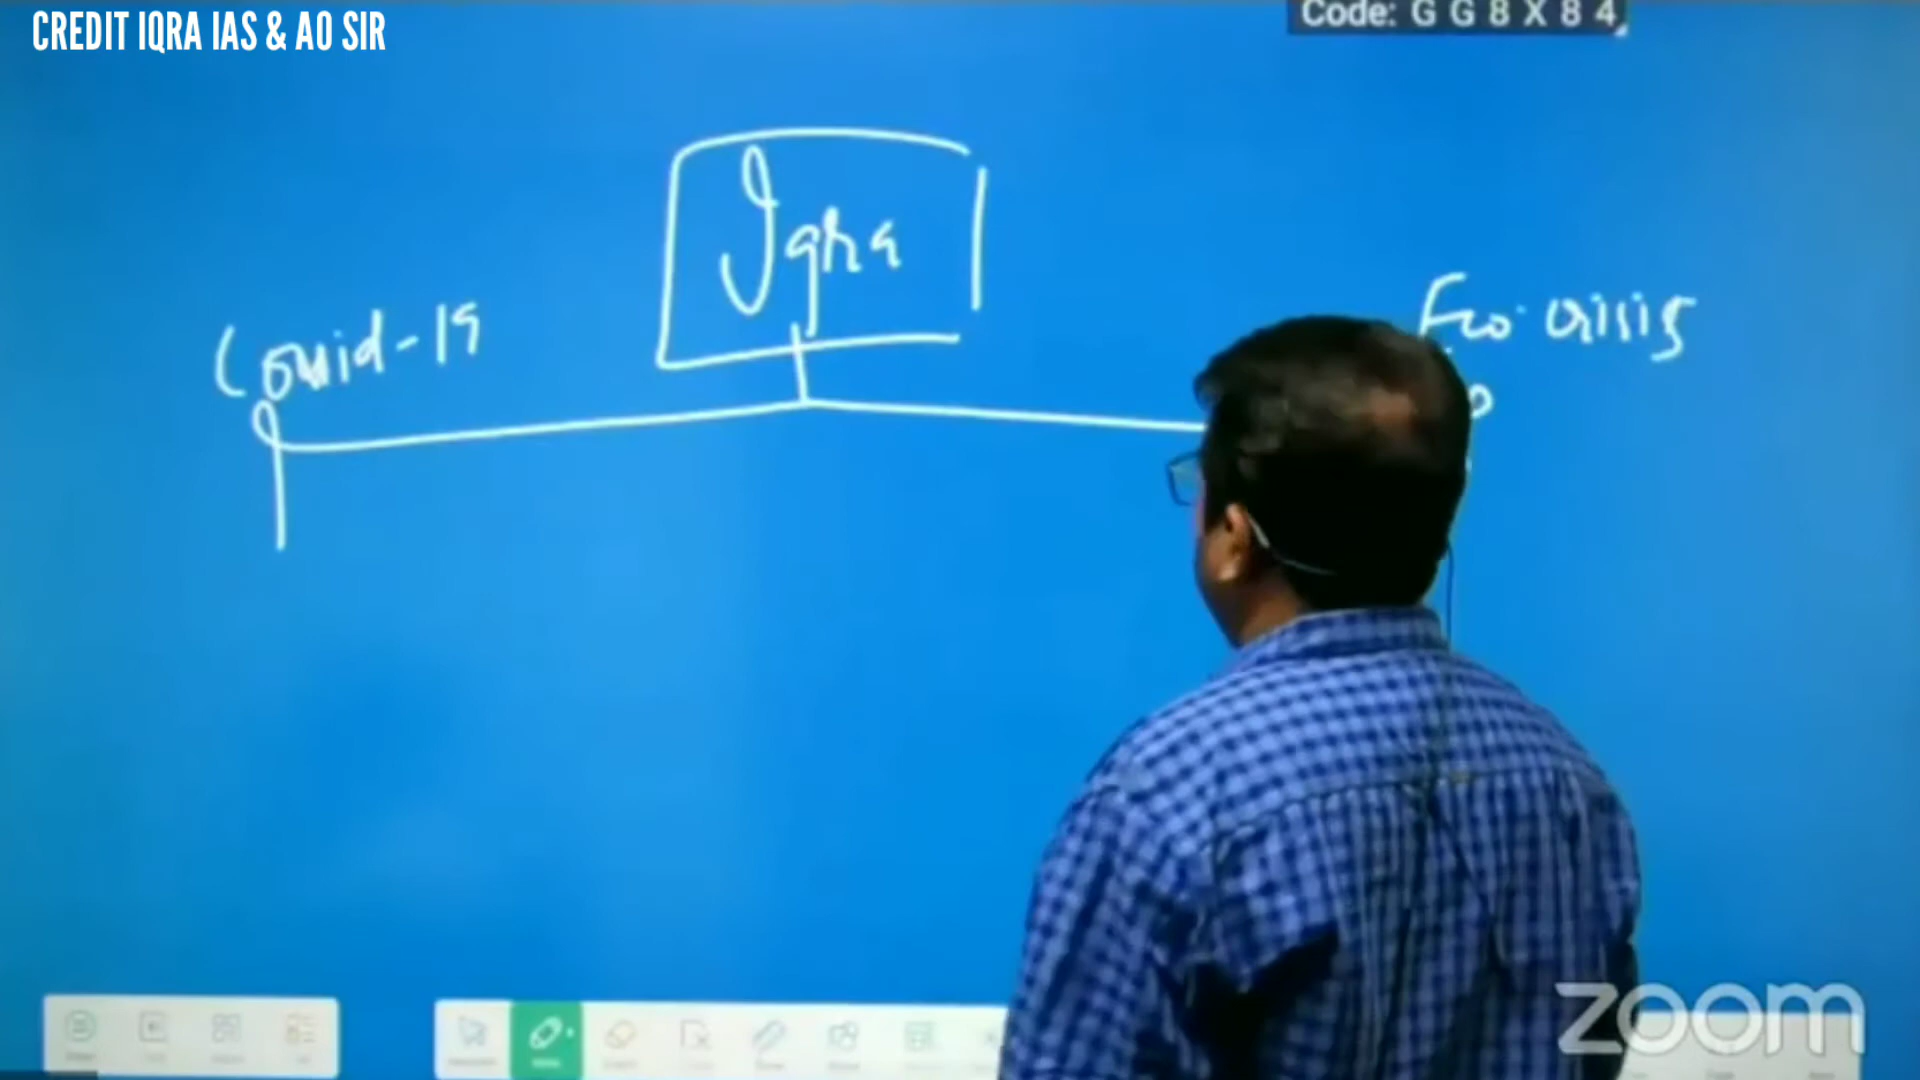 CREDIT IQRA IAS & AO SIR
Code: G G 8 X 8 4
Iqra
Covid-19
Eco. crisis
zoom